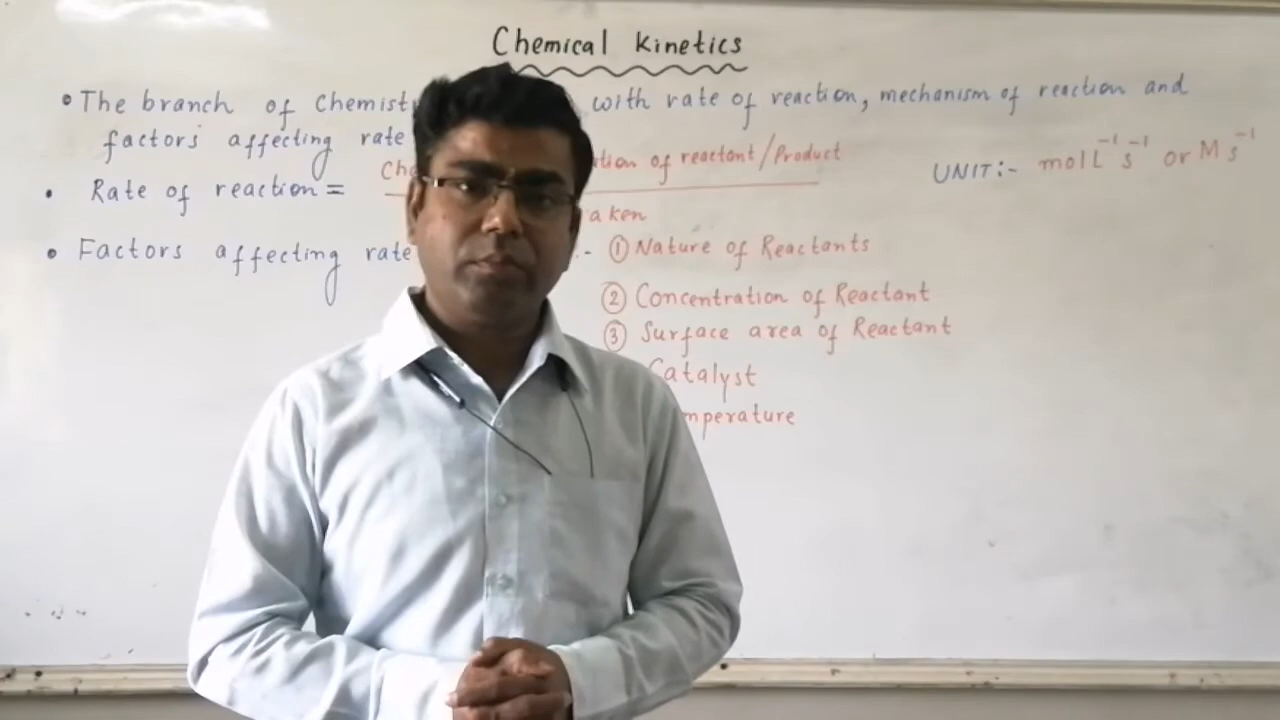 Chemical kinetics
• The branch of Chemist with rate of reaction, mechanism of reaction and
factors affecting rate
Che tion of reactant/Product
UNIT:- mol L⁻¹ s⁻¹ or M s⁻¹
• Rate of reaction =
aken
• Factors affecting rate :- ① Nature of Reactants
② Concentration of Reactant
③ Surface area of Reactant
Catalyst
mperature